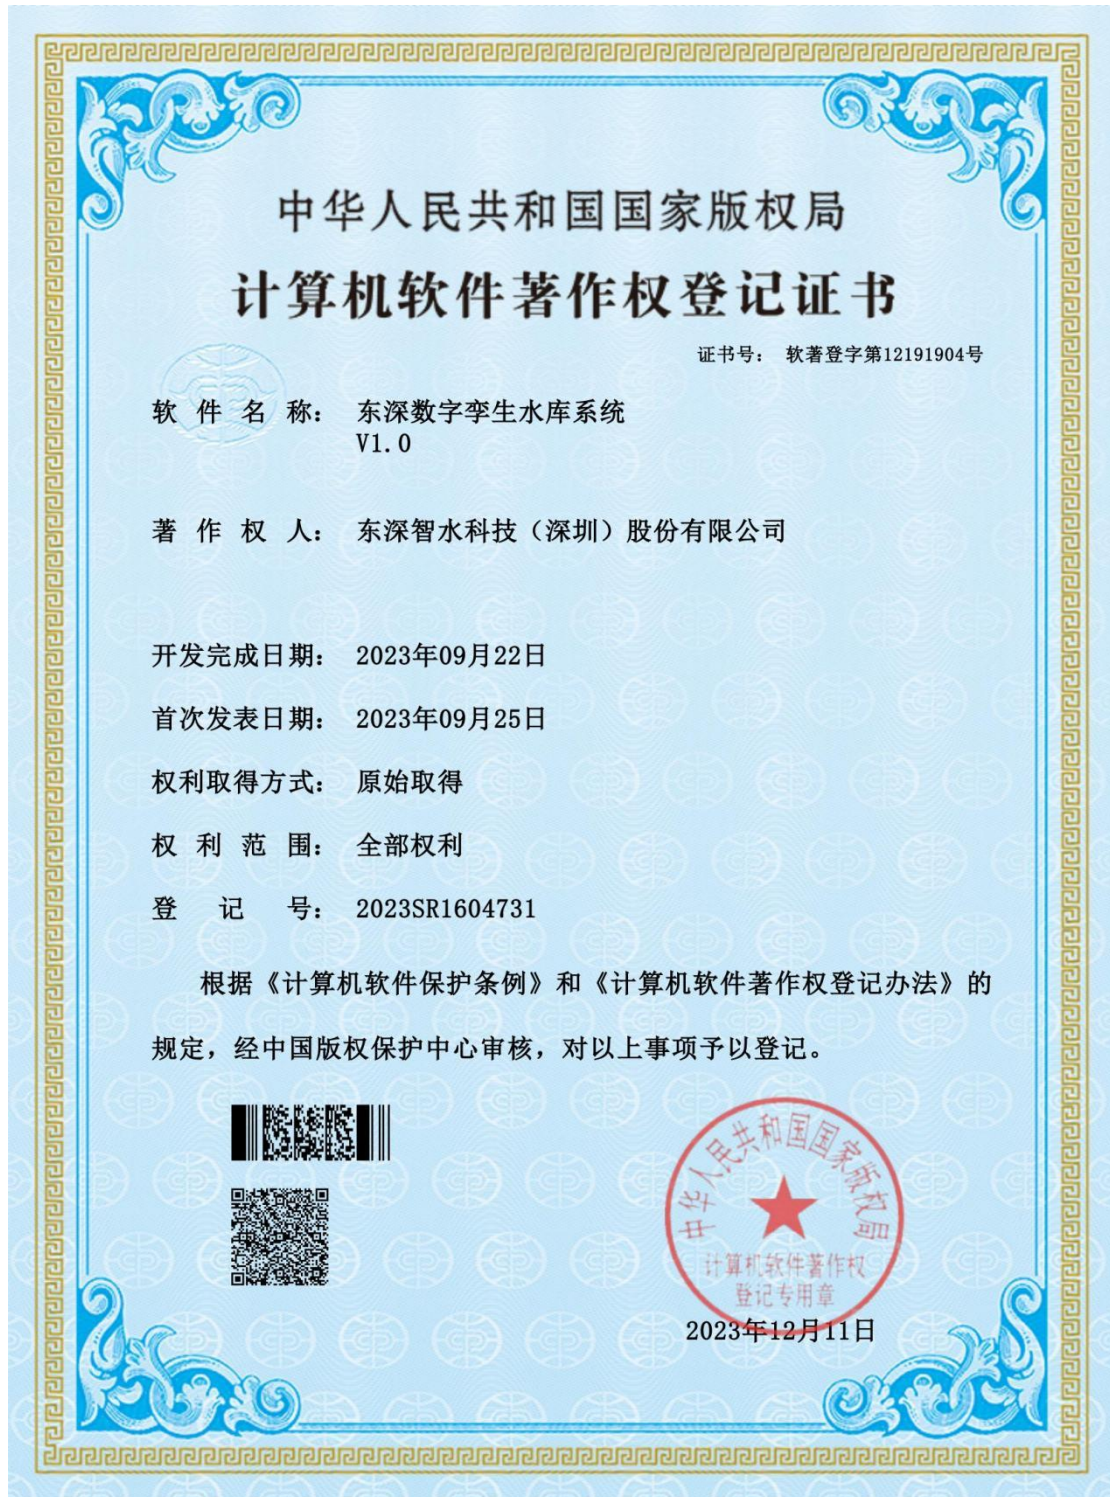 中华人民共和国国家版权局
计算机软件著作权登记证书
证书号： 软著登字第12191904号
软 件 名 称： 东深数字孪生水库系统
V1.0
著 作 权 人： 东深智水科技（深圳）股份有限公司
开发完成日期： 2023年09月22日
首次发表日期： 2023年09月25日
权利取得方式： 原始取得
权 利 范 围： 全部权利
登 记 号： 2023SR1604731
根据《计算机软件保护条例》和《计算机软件著作权登记办法》的
规定，经中国版权保护中心审核，对以上事项予以登记。
中华人民共和国国家版权局
计算机软件著作权
登记专用章
2023年12月11日